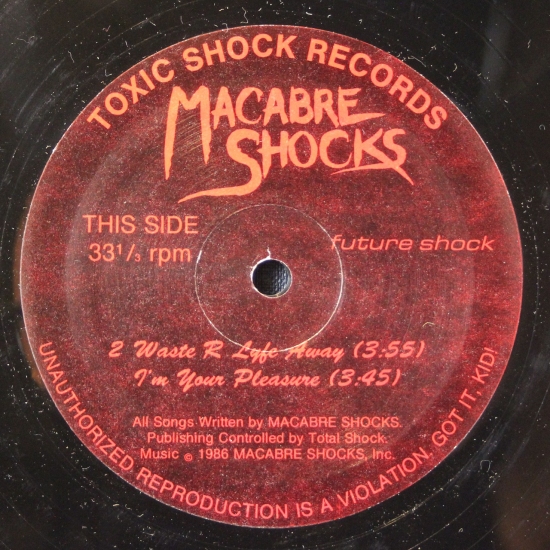 TOXIC SHOCK RECORDS
MACABRE
SHOCKS
THIS SIDE
33 1/3 rpm
future shock
2 Waste R Lyfe Away (3:55)
I'm Your Pleasure (3:45)
All Songs Written by MACABRE SHOCKS.
Publishing Controlled by Total Shock.
Music © 1986 MACABRE SHOCKS, Inc.
UNAUTHORIZED REPRODUCTION IS A VIOLATION, GOT IT, KID!